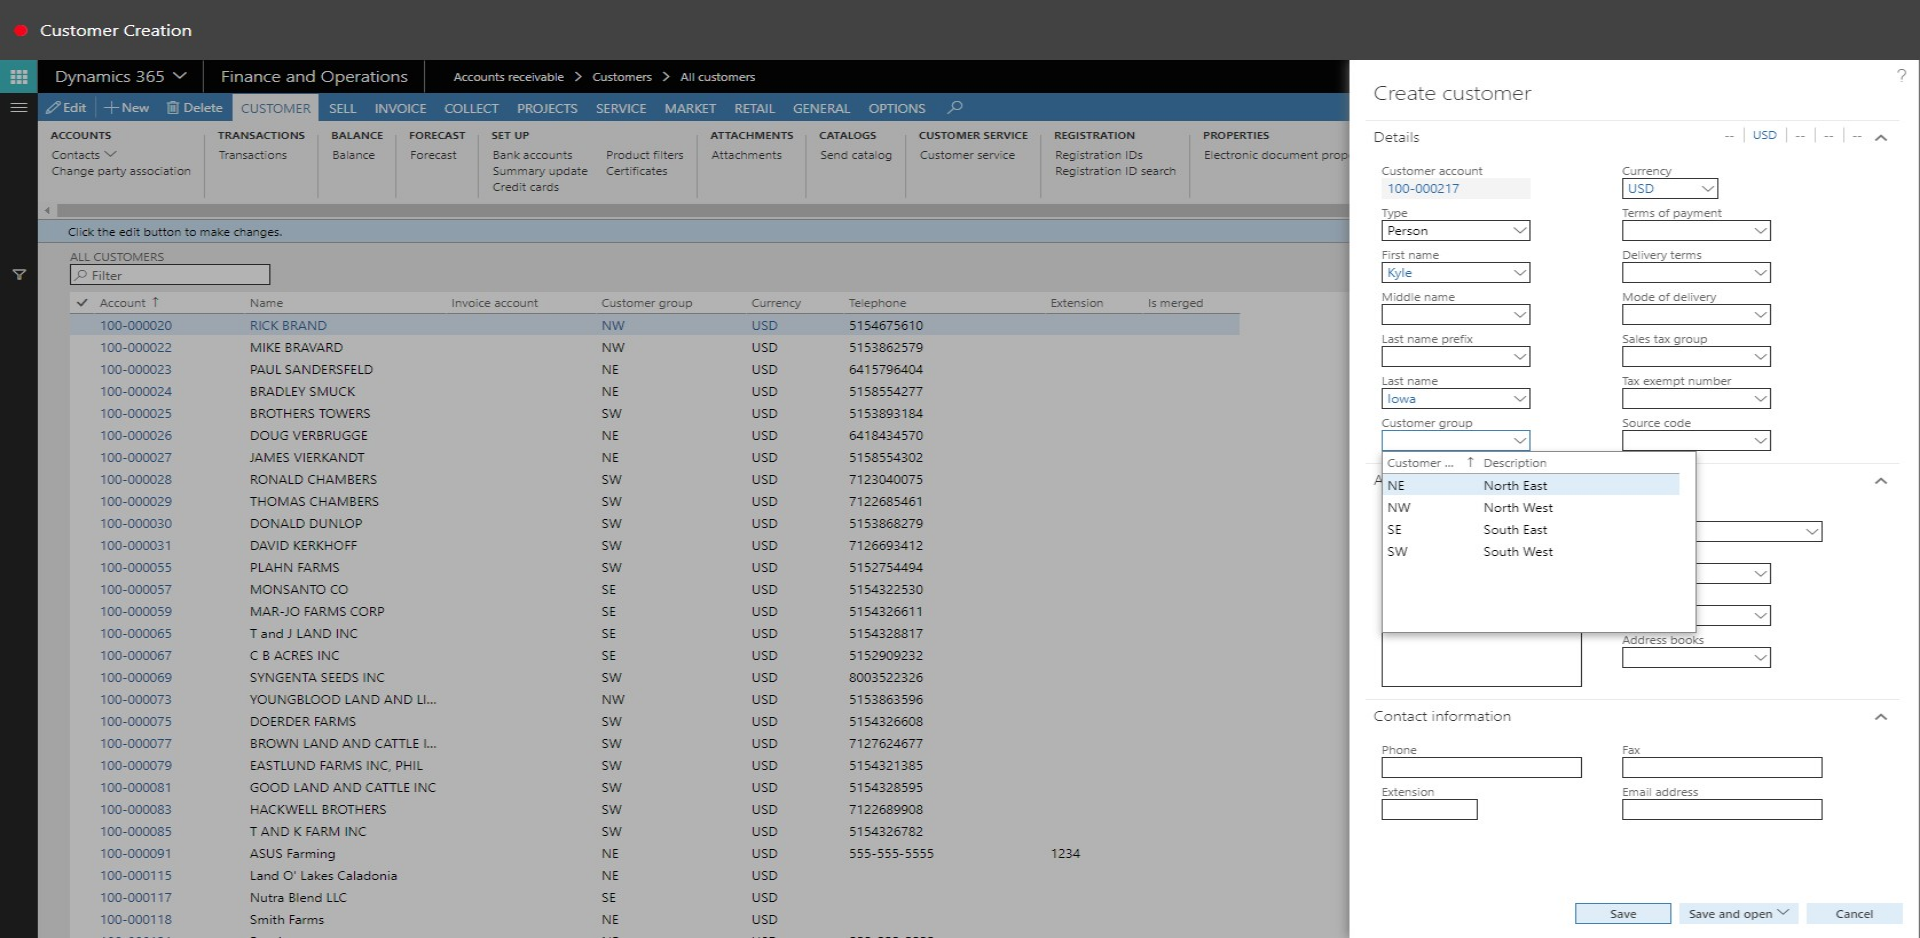 Customer Creation
Dynamics 365 Finance and Operations Accounts receivable > Customers > All customers
Edit New Delete CUSTOMER SELL INVOICE COLLECT PROJECTS SERVICE MARKET RETAIL GENERAL OPTIONS
ACCOUNTS TRANSACTIONS BALANCE FORECAST SET UP ATTACHMENTS CATALOGS CUSTOMER SERVICE REGISTRATION PROPERTIES
Contacts Transactions Balance Forecast Bank accounts Product filters Attachments Send catalog Customer service Registration IDs Electronic document prop
Change party association Summary update Certificates Registration ID search
Credit cards
Click the edit button to make changes.
ALL CUSTOMERS
Filter
Account ↑ Name Invoice account Customer group Currency Telephone Extension Is merged
100-000020 RICK BRAND NW USD 5154675610
100-000022 MIKE BRAVARD NW USD 5153862579
100-000023 PAUL SANDERSFELD NE USD 6415796404
100-000024 BRADLEY SMUCK NE USD 5158554277
100-000025 BROTHERS TOWERS SW USD 5153893184
100-000026 DOUG VERBRUGGE NE USD 6418434570
100-000027 JAMES VIERKANDT NE USD 5158554302
100-000028 RONALD CHAMBERS SW USD 7123040075
100-000029 THOMAS CHAMBERS SW USD 7122685461
100-000030 DONALD DUNLOP SW USD 5153868279
100-000031 DAVID KERKHOFF SW USD 7126693412
100-000055 PLAHN FARMS SW USD 5152754494
100-000057 MONSANTO CO SE USD 5154322530
100-000059 MAR-JO FARMS CORP SE USD 5154326611
100-000065 T and J LAND INC SE USD 5154328817
100-000067 C B ACRES INC SE USD 5152909232
100-000069 SYNGENTA SEEDS INC SW USD 8003522326
100-000073 YOUNGBLOOD LAND AND LI... NW USD 5153863596
100-000075 DOERDER FARMS SW USD 5154326608
100-000077 BROWN LAND AND CATTLE I... SW USD 7127624677
100-000079 EASTLUND FARMS INC, PHIL SW USD 5154321385
100-000081 GOOD LAND AND CATTLE INC SW USD 5154328595
100-000083 HACKWELL BROTHERS SW USD 7122689908
100-000085 T AND K FARM INC SW USD 5154326782
100-000091 ASUS Farming NE USD 555-555-5555 1234
100-000115 Land O' Lakes Caladonia NE USD
100-000117 Nutra Blend LLC SE USD
100-000118 Smith Farms NE USD
?
Create customer
Details -- USD -- -- --
Customer account Currency
100-000217 USD
Type Terms of payment
Person
First name Delivery terms
Kyle
Middle name Mode of delivery
Last name prefix Sales tax group
Last name Tax exempt number
Iowa
Customer group Source code
Customer ... ↑ Description
NE North East
NW North West
SE South East
SW South West
Address books
Contact information
Phone Fax
Extension Email address
Save Save and open Cancel